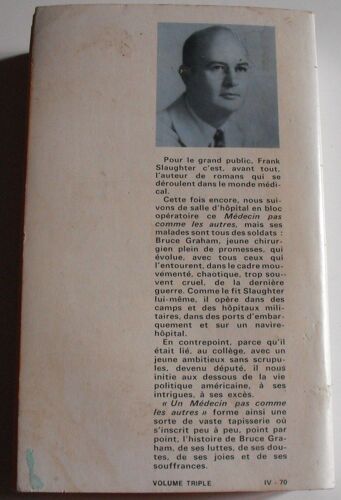 Pour le grand public, Frank
Slaughter c'est, avant tout,
l'auteur de romans qui se
déroulent dans le monde médi-
cal.
Cette fois encore, nous sui-
vons de salle d'hôpital en bloc
opératoire ce Médecin pas
comme les autres, mais ses
malades sont tous des soldats :
Bruce Graham, jeune chirur-
gien plein de promesses, qui
évolue, avec tous ceux qui
l'entourent, dans le cadre mou-
vementé, chaotique, trop sou-
vent cruel, de la dernière
guerre. Comme le fit Slaughter
lui-même, il opère dans des
camps et des hôpitaux mili-
taires, dans des ports d'embar-
quement et sur un navire-
hôpital.
En contrepoint, parce qu'il
était lié, au collège, avec un
jeune ambitieux sans scrupu-
les, devenu député, il nous
initie aux dessous de la vie
politique américaine, à ses
intrigues, à ses excès.
« Un Médecin pas comme
les autres » forme ainsi une
sorte de vaste tapisserie où
s'inscrit peu à peu, point par
point, l'histoire de Bruce Gra-
ham, de ses luttes, de ses dou-
tes, de ses joies et de ses
souffrances.
VOLUME TRIPLE IV - 70